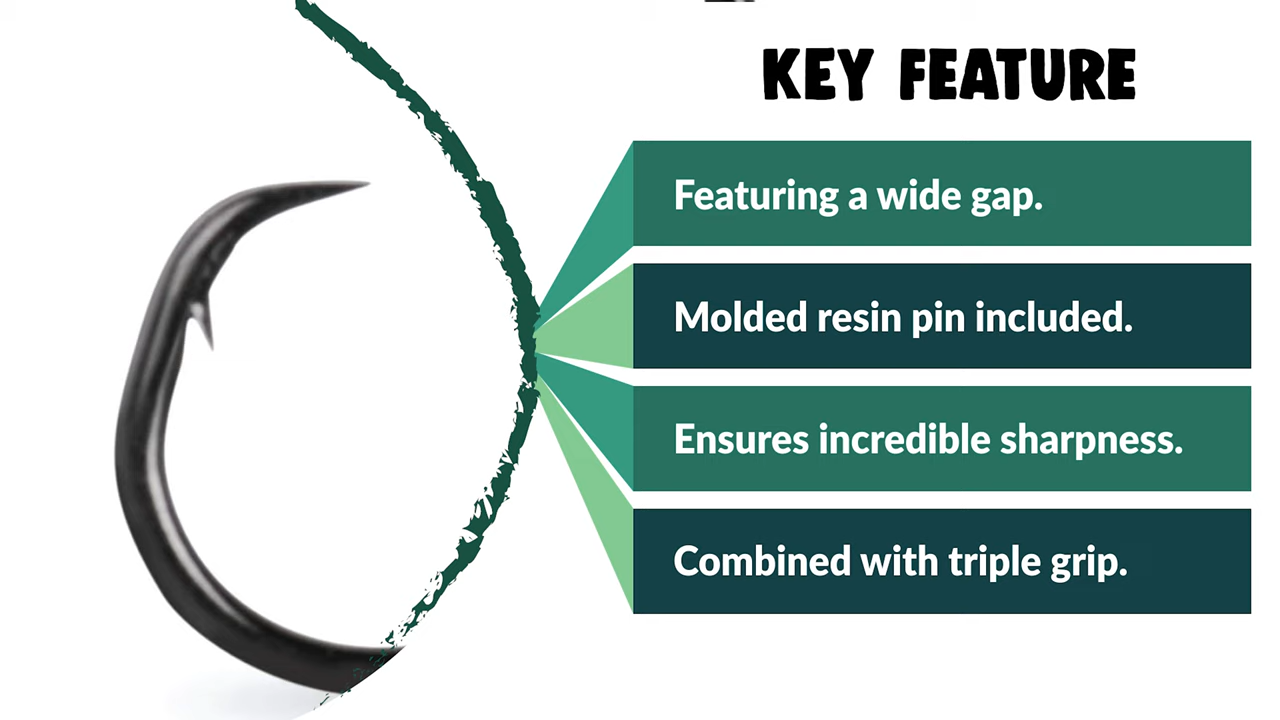 KEY FEATURE
Featuring a wide gap.
Molded resin pin included.
Ensures incredible sharpness.
Combined with triple grip.